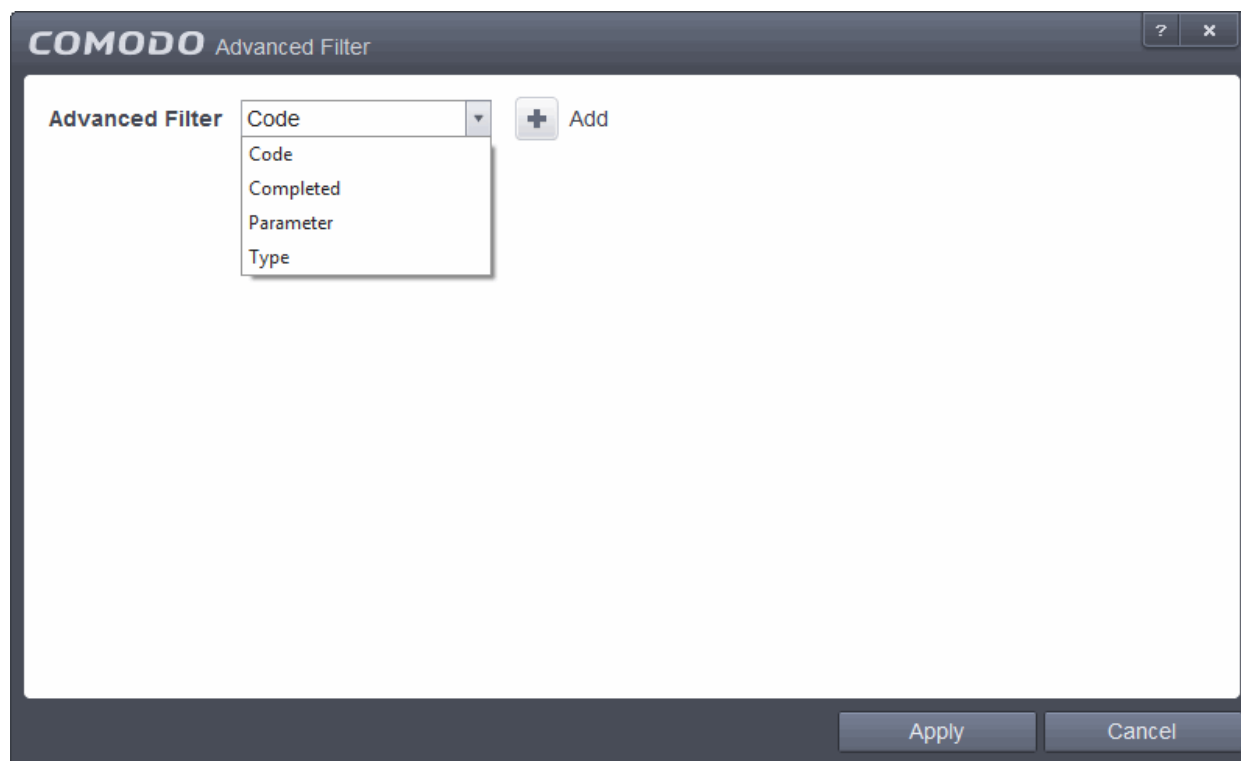 COMODO Advanced Filter ? ×
Advanced Filter Code + Add
Code
Completed
Parameter
Type
Apply Cancel